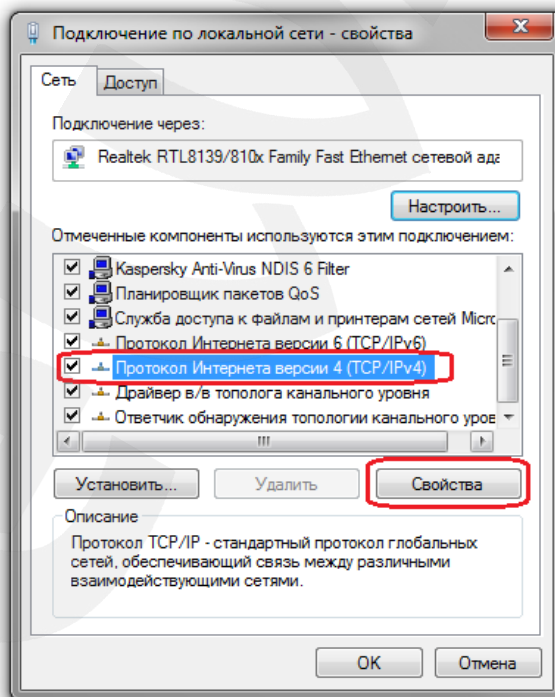 Подключение по локальной сети - свойства
Сеть
Доступ
Подключение через:
Realtek RTL8139/810x Family Fast Ethernet сетевой ада
Настроить...
Отмеченные компоненты используются этим подключением:
Kaspersky Anti-Virus NDIS 6 Filter
Планировщик пакетов QoS
Служба доступа к файлам и принтерам сетей Micro
Протокол Интернета версии 6 (TCP/IPv6)
Протокол Интернета версии 4 (TCP/IPv4)
Драйвер в/в тополога канального уровня
Ответчик обнаружения топологии канального уров
Установить...
Удалить
Свойства
Описание
Протокол TCP/IP - стандартный протокол глобальных
сетей, обеспечивающий связь между различными
взаимодействующими сетями.
OK
Отмена